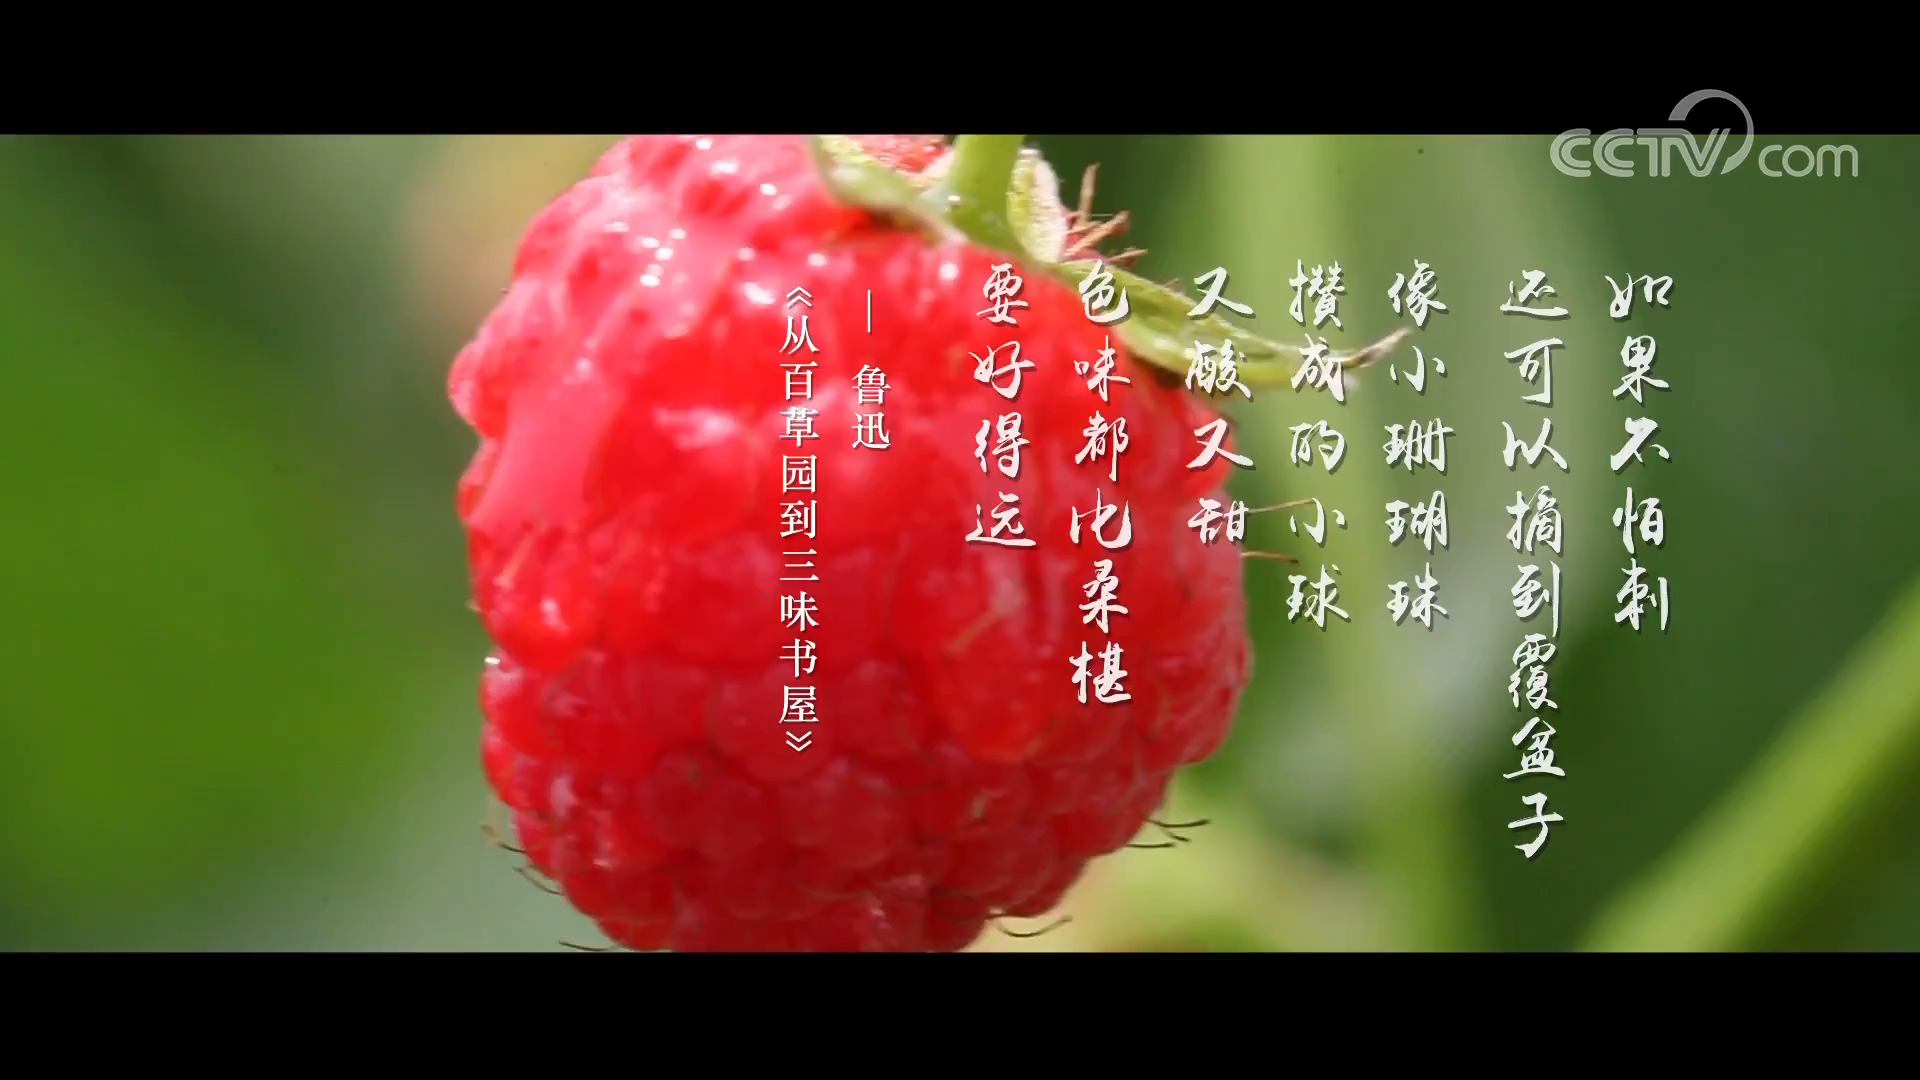 CCTV.com
如果不怕刺
还可以摘到覆盆子
像小珊瑚珠
攒成的小球
又酸又甜
色味都比桑椹
要好得远
— 鲁迅
《从百草园到三味书屋》